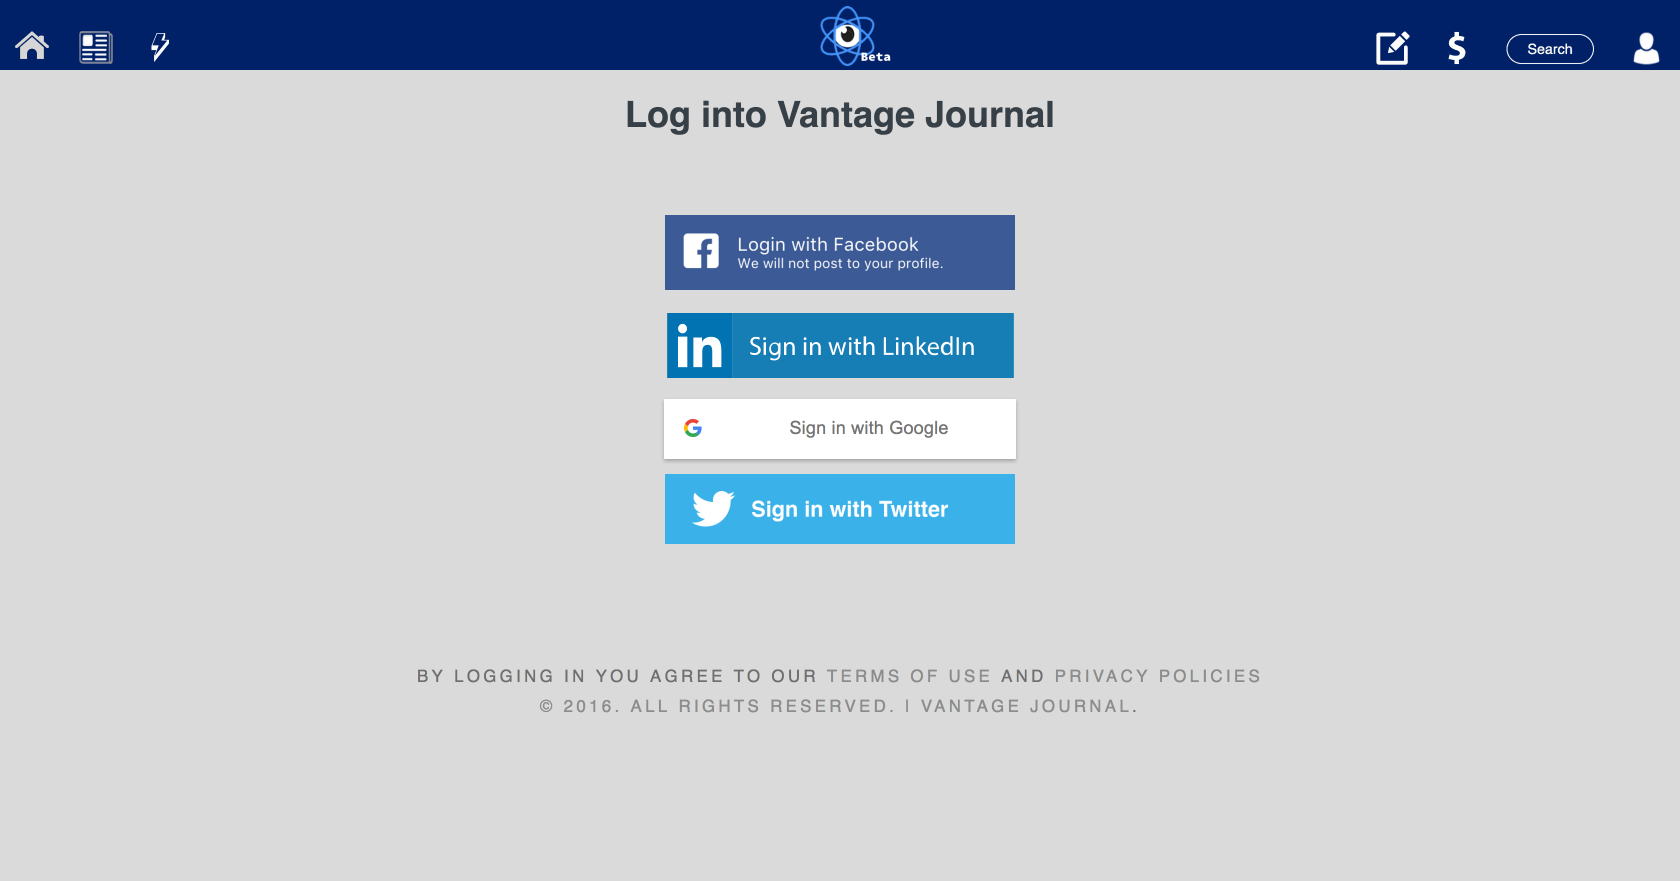 Beta
Search
Log into Vantage Journal
Login with Facebook
We will not post to your profile.
in Sign in with LinkedIn
Sign in with Google
Sign in with Twitter
BY LOGGING IN YOU AGREE TO OUR TERMS OF USE AND PRIVACY POLICIES
© 2016. ALL RIGHTS RESERVED. | VANTAGE JOURNAL.